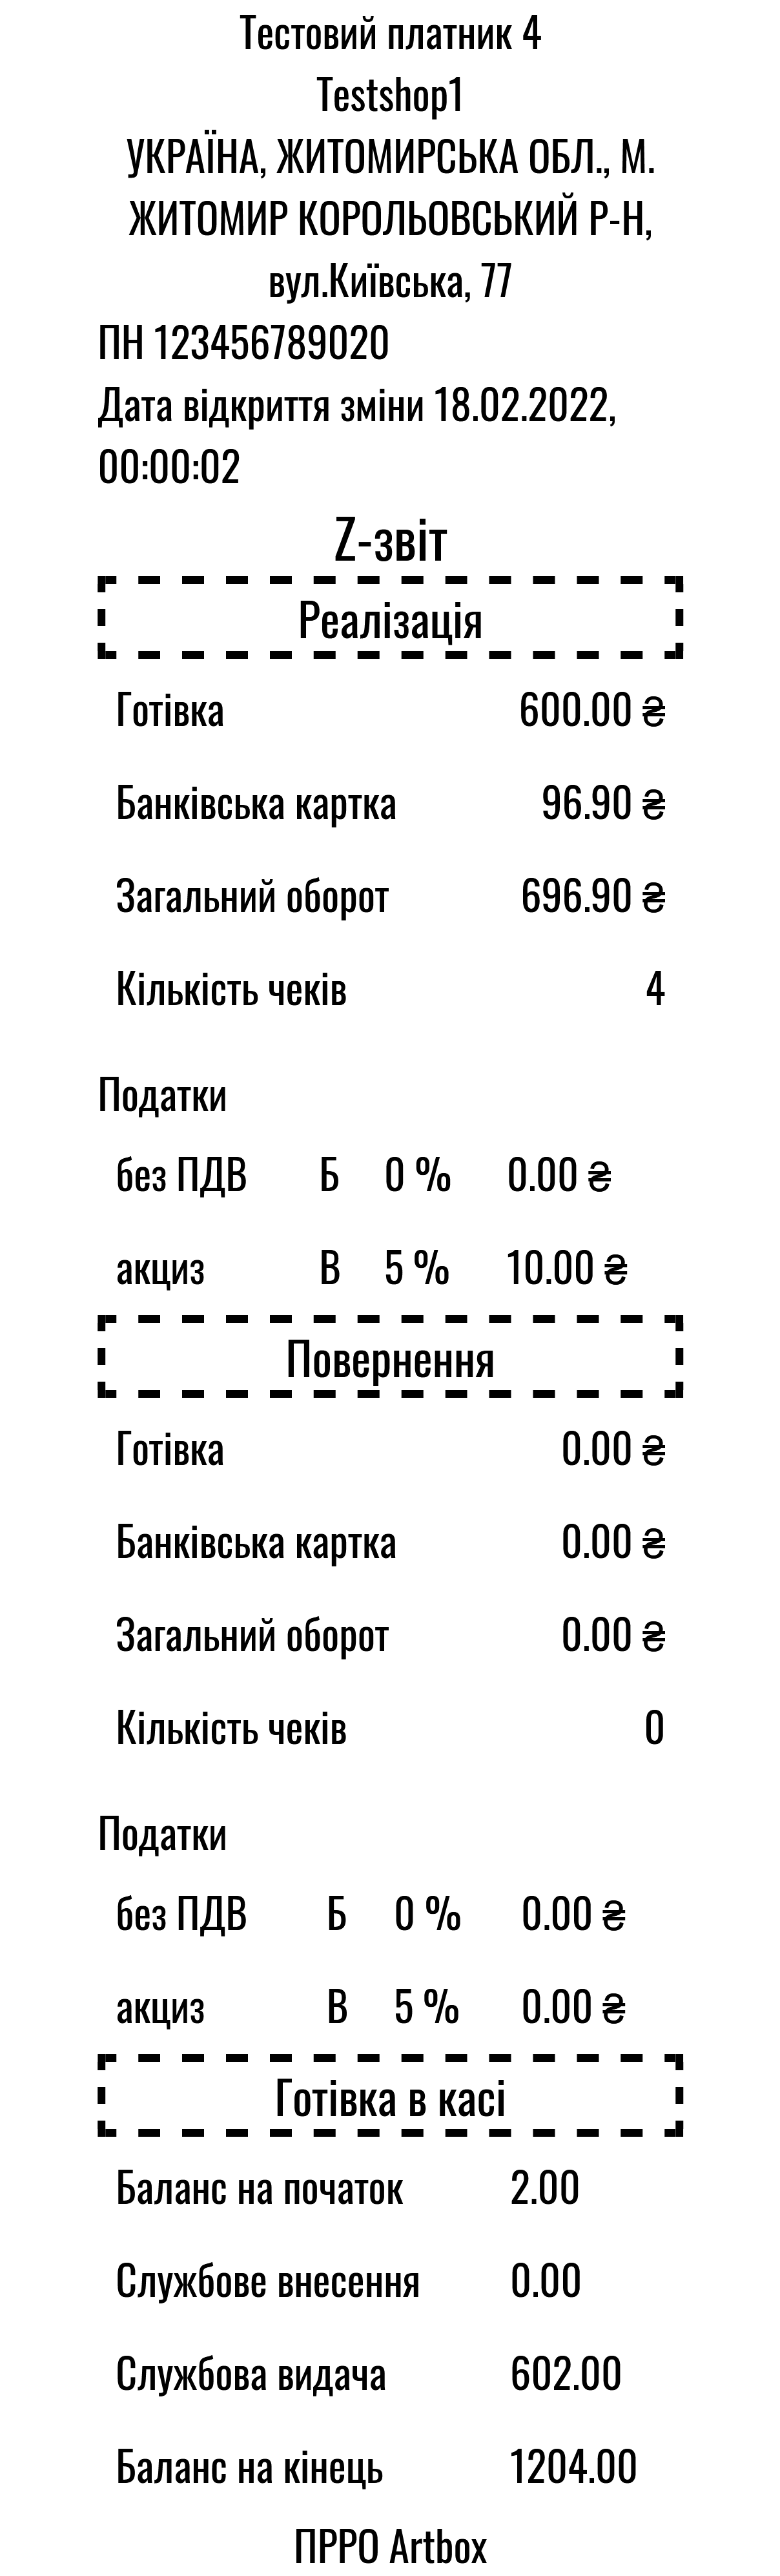 Тестовий платник 4
Testshop1
УКРАЇНА, ЖИТОМИРСЬКА ОБЛ., М.
ЖИТОМИР КОРОЛЬОВСЬКИЙ Р-Н,
вул.Київська, 77
ПН 123456789020
Дата відкриття зміни 18.02.2022,
00:00:02
Z-звіт
Реалізація
Готівка 600.00 ₴
Банківська картка 96.90 ₴
Загальний оборот 696.90 ₴
Кількість чеків 4
Податки
без ПДВ Б 0 % 0.00 ₴
акциз В 5 % 10.00 ₴
Повернення
Готівка 0.00 ₴
Банківська картка 0.00 ₴
Загальний оборот 0.00 ₴
Кількість чеків 0
Податки
без ПДВ Б 0 % 0.00 ₴
акциз В 5 % 0.00 ₴
Готівка в касі
Баланс на початок 2.00
Службове внесення 0.00
Службова видача 602.00
Баланс на кінець 1204.00
ПРРО Artbox